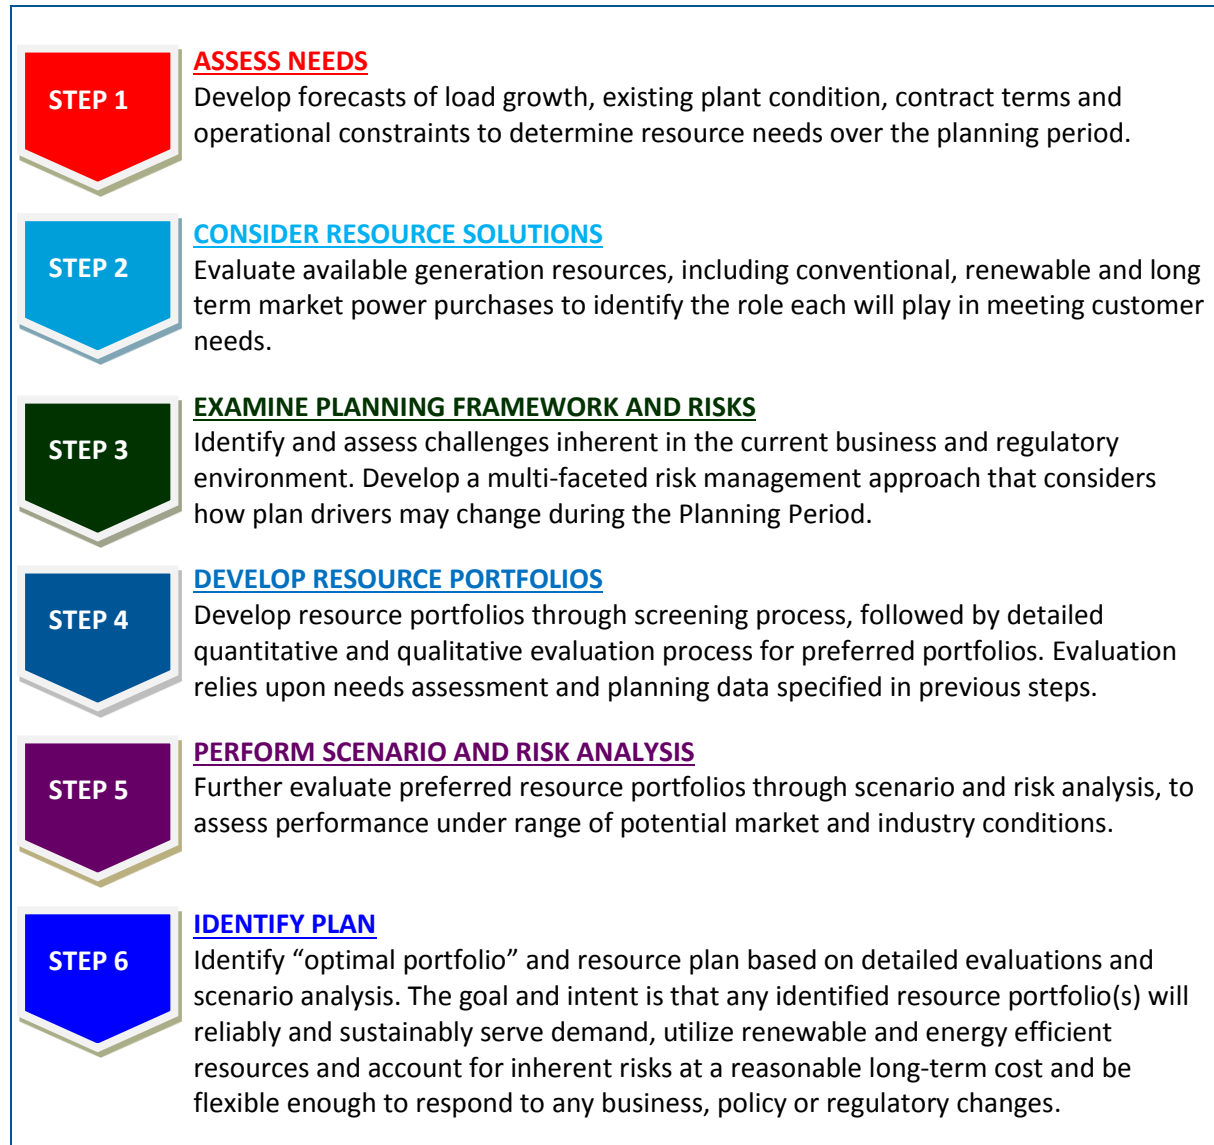 STEP 1
ASSESS NEEDS
Develop forecasts of load growth, existing plant condition, contract terms and
operational constraints to determine resource needs over the planning period.
STEP 2
CONSIDER RESOURCE SOLUTIONS
Evaluate available generation resources, including conventional, renewable and long
term market power purchases to identify the role each will play in meeting customer
needs.
STEP 3
EXAMINE PLANNING FRAMEWORK AND RISKS
Identify and assess challenges inherent in the current business and regulatory
environment. Develop a multi-faceted risk management approach that considers
how plan drivers may change during the Planning Period.
STEP 4
DEVELOP RESOURCE PORTFOLIOS
Develop resource portfolios through screening process, followed by detailed
quantitative and qualitative evaluation process for preferred portfolios. Evaluation
relies upon needs assessment and planning data specified in previous steps.
STEP 5
PERFORM SCENARIO AND RISK ANALYSIS
Further evaluate preferred resource portfolios through scenario and risk analysis, to
assess performance under range of potential market and industry conditions.
STEP 6
IDENTIFY PLAN
Identify “optimal portfolio” and resource plan based on detailed evaluations and
scenario analysis. The goal and intent is that any identified resource portfolio(s) will
reliably and sustainably serve demand, utilize renewable and energy efficient
resources and account for inherent risks at a reasonable long-term cost and be
flexible enough to respond to any business, policy or regulatory changes.